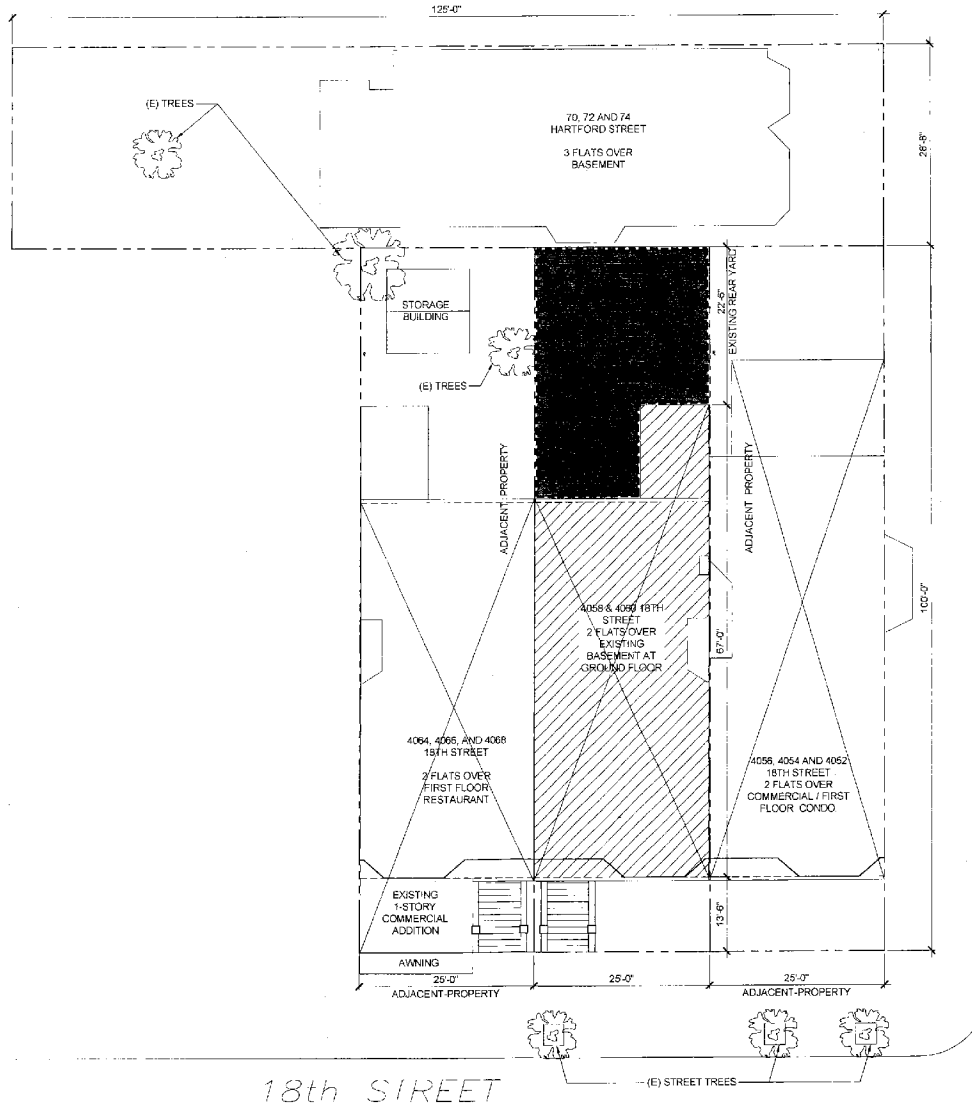 125'-0"
(E) TREES
70, 72 AND 74
HARTFORD STREET
3 FLATS OVER
BASEMENT
28'-6"
STORAGE
BUILDING
22'-6"
EXISTING REAR YARD
(E) TREES
ADJACENT PROPERTY
ADJACENT PROPERTY
4058 & 4060 18TH
STREET
2 FLATS OVER
EXISTING
BASEMENT AT
GROUND FLOOR
67'-0"
100'-0"
4064, 4066, AND 4068
18TH STREET
2 FLATS OVER
FIRST FLOOR
RESTAURANT
4056, 4054 AND 4052
18TH STREET
2 FLATS OVER
COMMERCIAL / FIRST
FLOOR CONDO
EXISTING
1-STORY
COMMERCIAL
ADDITION
13'-6"
AWNING
25'-0"
25'-0"
25'-0"
ADJACENT-PROPERTY
ADJACENT-PROPERTY
(E) STREET TREES
18th STREET